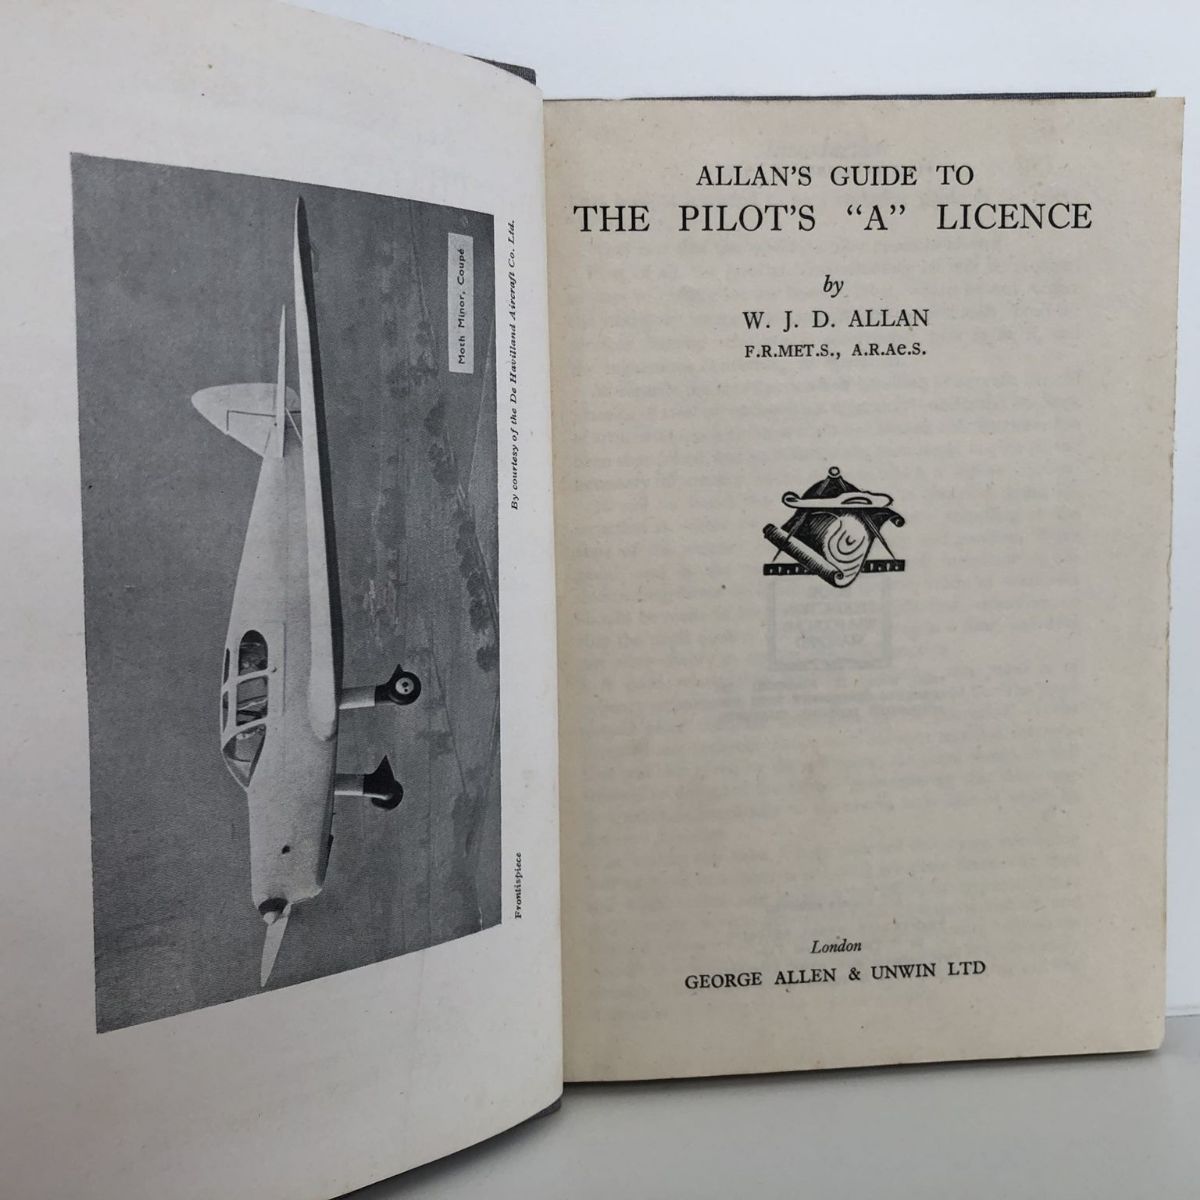 Moth Minor, Coupé
By courtesy of the De Havilland Aircraft Co. Ltd.
Frontispiece
ALLAN'S GUIDE TO
THE PILOT'S “A” LICENCE
by
W. J. D. ALLAN
F.R.MET.S., A.R.Ae.S.
London
GEORGE ALLEN & UNWIN LTD